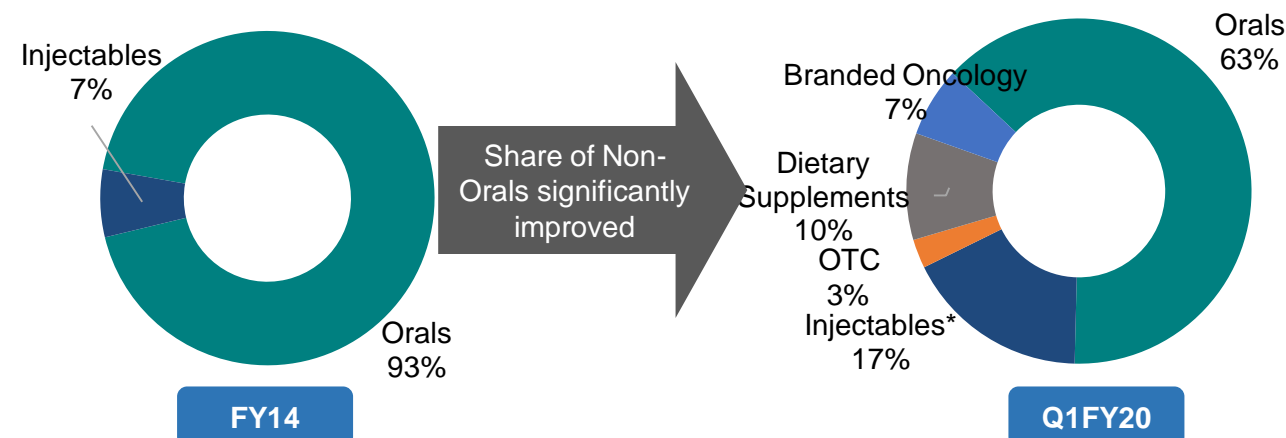 Injectables
7%
Orals
93%
FY14
Share of Non-
Orals significantly
improved
Orals
63%
Branded Oncology
7%
Dietary
Supplements
10%
OTC
3%
Injectables*
17%
Q1FY20